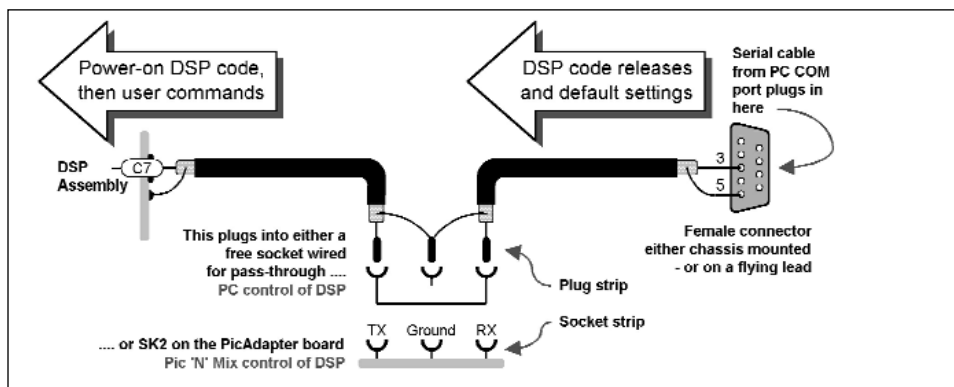 Power-on DSP code,
then user commands
DSP code releases
and default settings
Serial cable
from PC COM
port plugs in
here
DSP
Assembly
C7
3
5
This plugs into either a
free socket wired
for pass-through ....
PC control of DSP
Plug strip
Female connector
either chassis mounted
- or on a flying lead
TX Ground RX
Socket strip
.... or SK2 on the PicAdapter board
Pic 'N' Mix control of DSP